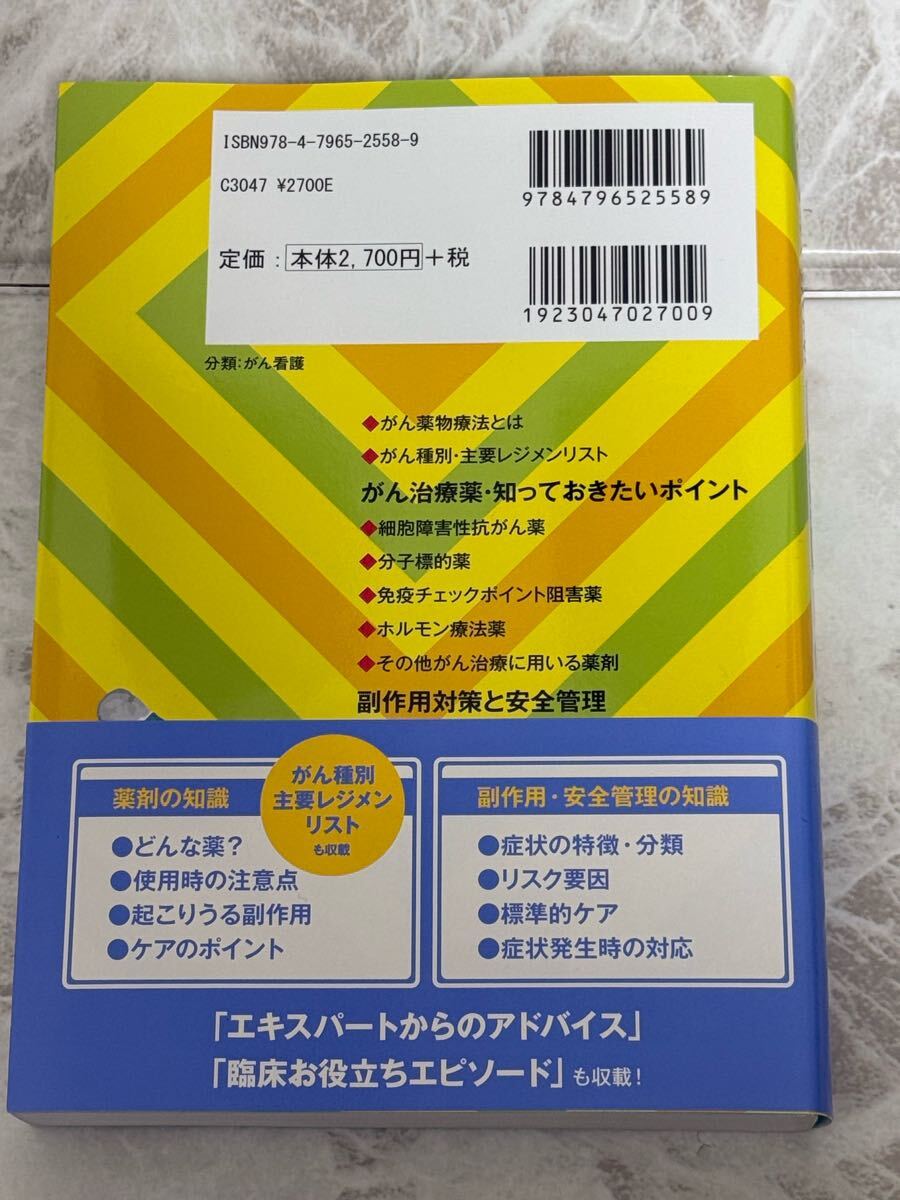 ISBN978-4-7965-2558-9
C3047 ¥2700E
定価：本体2,700円+税
9784796525589
1923047027009
分類:がん看護
◆がん薬物療法とは
◆がん種別・主要レジメンリスト
がん治療薬・知っておきたいポイント
◆細胞障害性抗がん薬
◆分子標的薬
◆免疫チェックポイント阻害薬
◆ホルモン療法薬
◆その他がん治療に用いる薬剤
副作用対策と安全管理
薬剤の知識
●どんな薬？
●使用時の注意点
●起こりうる副作用
●ケアのポイント
がん種別
主要レジメン
リスト
も収載
副作用・安全管理の知識
●症状の特徴・分類
●リスク要因
●標準的ケア
●症状発生時の対応
「エキスパートからのアドバイス」
「臨床お役立ちエピソード」も収載！